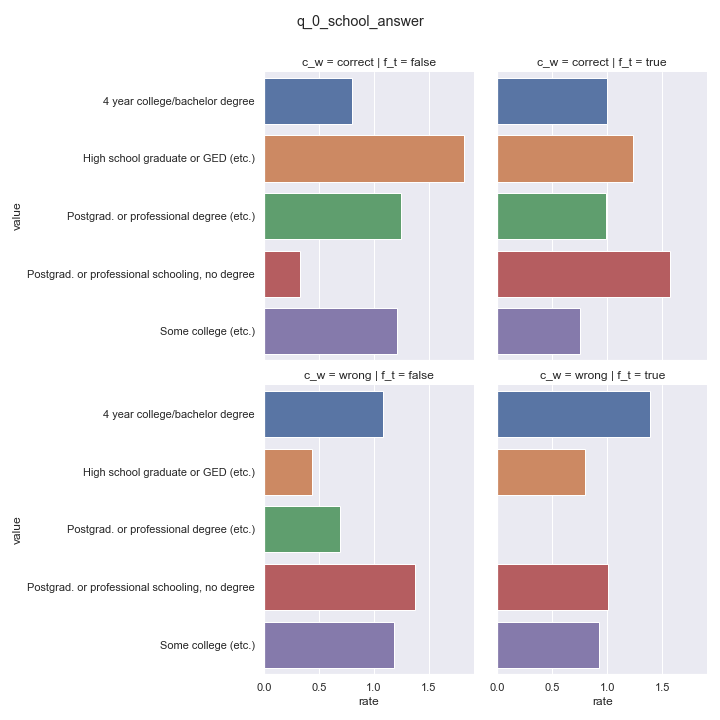 q_0_school_answer
c_w = correct | f_t = false
c_w = correct | f_t = true
value
4 year college/bachelor degree
High school graduate or GED (etc.)
Postgrad. or professional degree (etc.)
Postgrad. or professional schooling, no degree
Some college (etc.)
c_w = wrong | f_t = false
c_w = wrong | f_t = true
value
4 year college/bachelor degree
High school graduate or GED (etc.)
Postgrad. or professional degree (etc.)
Postgrad. or professional schooling, no degree
Some college (etc.)
0.0 0.5 1.0 1.5
0.0 0.5 1.0 1.5
rate
rate